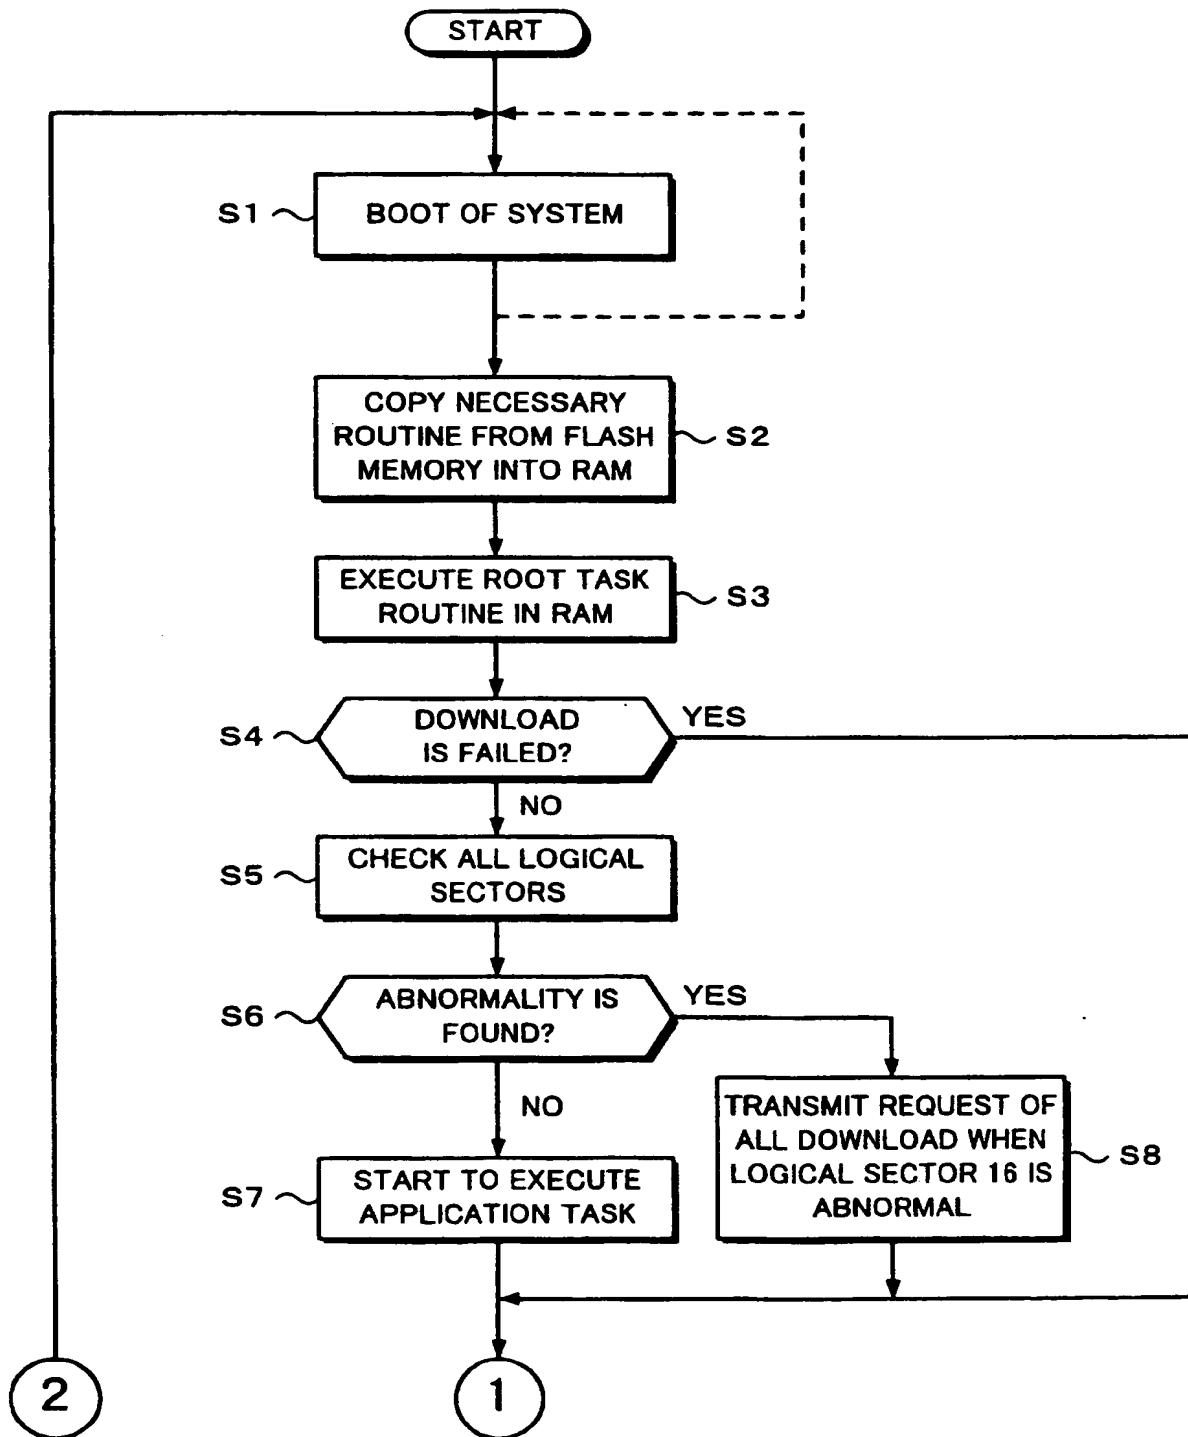 START
S1
BOOT OF SYSTEM
COPY NECESSARY
ROUTINE FROM FLASH
MEMORY INTO RAM
S2
EXECUTE ROOT TASK
ROUTINE IN RAM
S3
S4
DOWNLOAD
IS FAILED?
YES
NO
S5
CHECK ALL LOGICAL
SECTORS
S6
ABNORMALITY IS
FOUND?
YES
NO
TRANSMIT REQUEST OF
ALL DOWNLOAD WHEN
LOGICAL SECTOR 16 IS
ABNORMAL
S8
S7
START TO EXECUTE
APPLICATION TASK
2
1